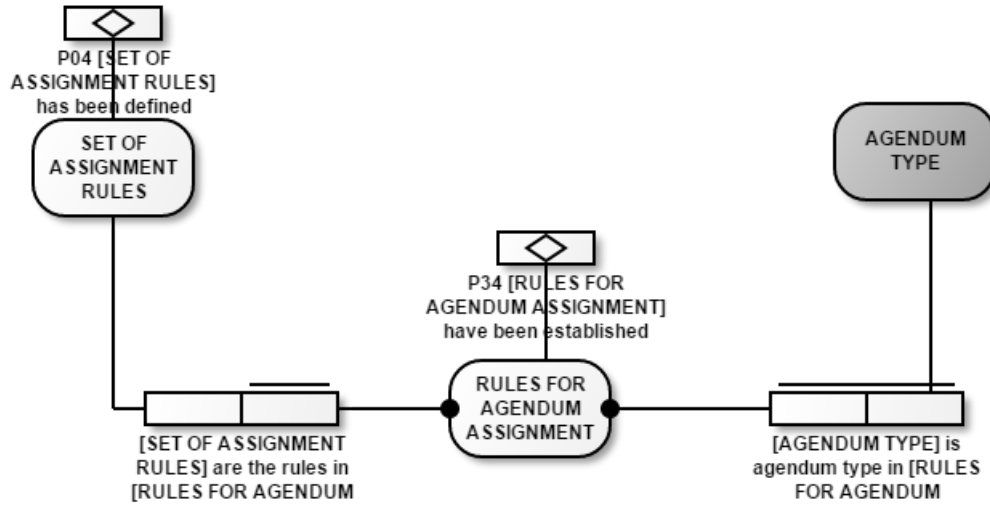 P04 [SET OF
ASSIGNMENT RULES]
has been defined
SET OF
ASSIGNMENT
RULES
AGENDUM
TYPE
P34 [RULES FOR
AGENDUM ASSIGNMENT]
have been established
RULES FOR
AGENDUM
ASSIGNMENT
[SET OF ASSIGNMENT
RULES] are the rules in
[RULES FOR AGENDUM
[AGENDUM TYPE] is
agendum type in [RULES
FOR AGENDUM